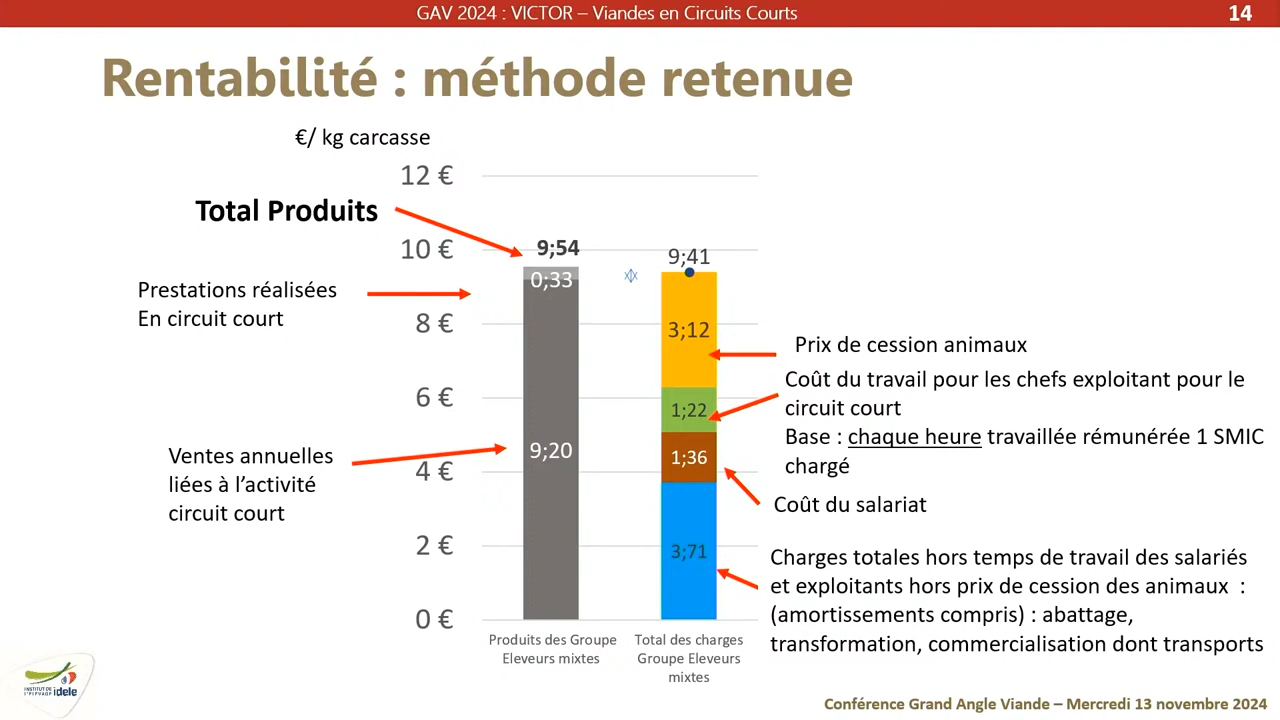 GAV 2024 : VICTOR – Viandes en Circuits Courts
14
Rentabilité : méthode retenue
€/ kg carcasse
12 €
Total Produits
10 €
9;54
9;41
0;33
Prestations réalisées
En circuit court
8 €
3;12
Prix de cession animaux
Coût du travail pour les chefs exploitant pour le
circuit court
Base : chaque heure travaillée rémunérée 1 SMIC
chargé
6 €
1;22
Ventes annuelles
liées à l’activité
circuit court
9;20
1;36
4 €
Coût du salariat
2 €
3;71
Charges totales hors temps de travail des salariés
et exploitants hors prix de cession des animaux :
(amortissements compris) : abattage,
transformation, commercialisation dont transports
0 €
Produits des Groupe
Eleveurs mixtes
Total des charges
Groupe Eleveurs
mixtes
INSTITUT DE
L'ELEVAGE idele
Conférence Grand Angle Viande – Mercredi 13 novembre 2024